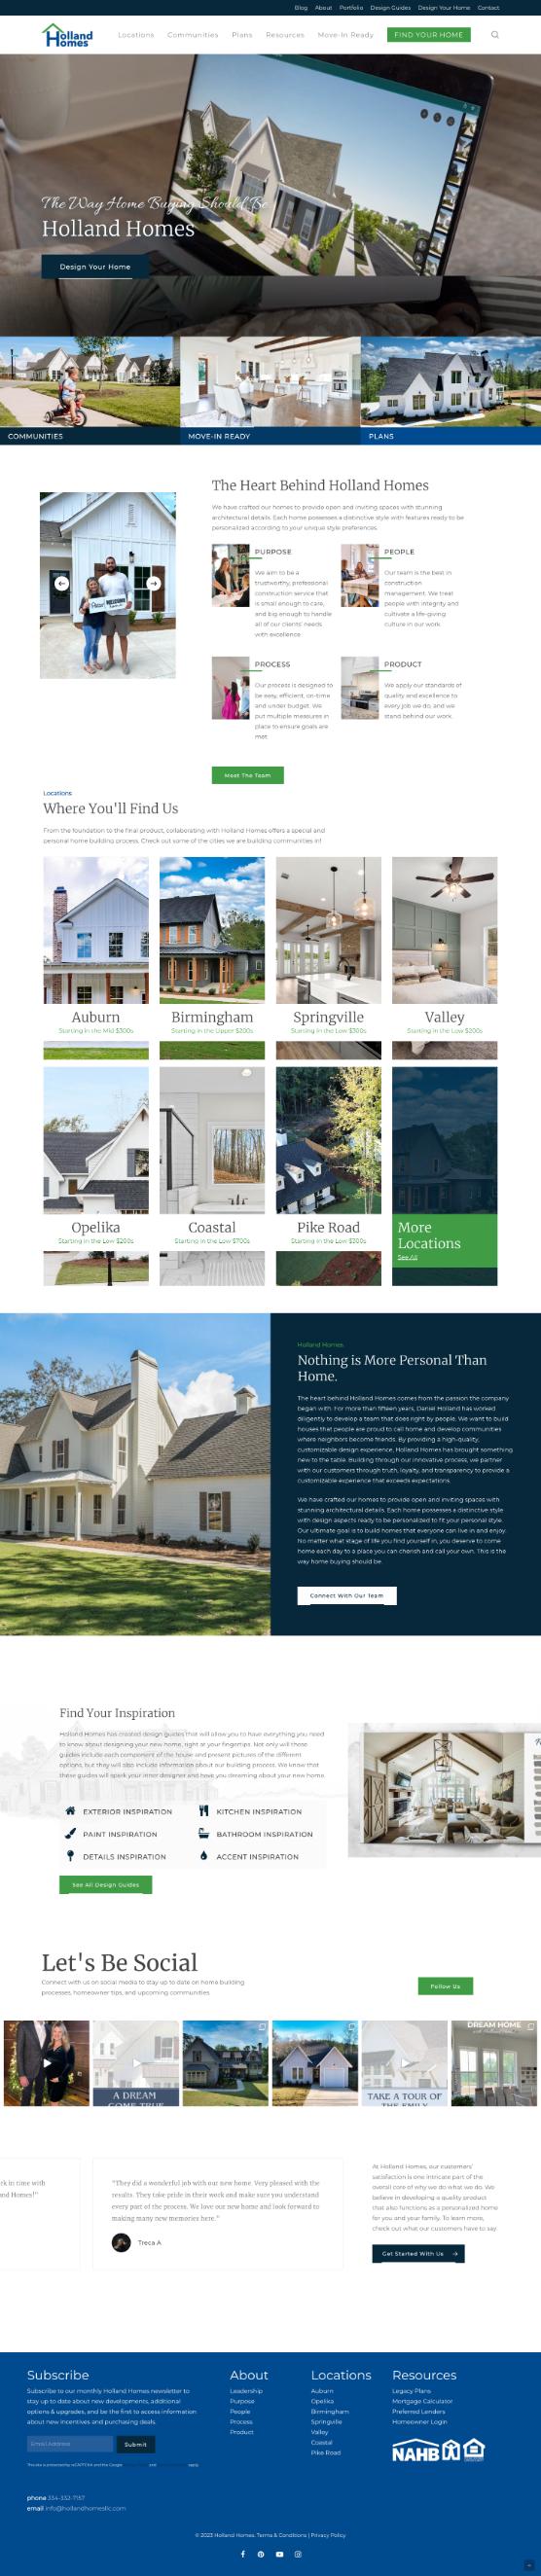 Blog About Portfolio Design Guides Design Your Home Contact
Holland Homes
Locations Communities Plans Resources Move-In Ready FIND YOUR HOME
The Way Home Buying Should Be
Holland Homes
Design Your Home
COMMUNITIES
MOVE-IN READY
PLANS
The Heart Behind Holland Homes
We have crafted our homes to provide open and inviting spaces with stunning
architectural details. Each home possesses a distinctive style with features ready to be
personalized according to your unique style preferences.
PURPOSE
We aim to be a
trustworthy, professional
construction service that
is small enough to care,
and big enough to handle
all of our clients' needs
with excellence.
PEOPLE
Our team is the best in
construction
management. We treat
people with integrity and
cultivate a life-giving
culture in our work.
PROCESS
Our process is designed to
be easy, efficient, on-time
and under budget. We
put multiple measures in
place to ensure goals are
met.
PRODUCT
We apply our standards of
quality and excellence to
every job we do, and we
stand behind our work.
Meet The Team
Locations
Where You'll Find Us
From the foundation to the final product, collaborating with Holland Homes offers a special and
personal home building process. Check out some of the cities we are building communities in!
Auburn
Starting in the Mid $300s
Birmingham
Starting in the Upper $200s
Springville
Starting in the Low $300s
Valley
Starting in the Low $200s
Opelika
Starting in the Low $200s
Coastal
Starting in the Low $700s
Pike Road
Starting in the Low $300s
More
Locations
See All
Holland Homes
Nothing is More Personal Than
Home.
The heart behind Holland Homes comes from the passion the company
began with. For more than fifteen years, Daniel Holland has worked
diligently to develop a team that does right by people. We want to build
houses that people are proud to call home and develop communities
where neighbors become friends. By providing a high-quality,
customizable design experience, Holland Homes has brought something
new to the table. Building through our innovative process, we partner
with our customers through truth, loyalty, and transparency to provide a
customizable experience that exceeds expectations.
We have crafted our homes to provide open and inviting spaces with
stunning architectural details. Each home possesses a distinctive style
with design aspects ready to be personalized to fit your personal style.
Our ultimate goal is to build homes that everyone can live in and enjoy.
No matter what stage of life you find yourself in, you deserve to come
home each day to a place you can cherish and call your own. This is the
way home buying should be.
Connect With Our Team
Find Your Inspiration
Holland Homes has created design guides that will allow you to have everything you need
to know about designing your new home, right at your fingertips. Not only will these
guides include each component of the house and present pictures of the different
options, but they will also include information about our building process. We know that
these guides will spark your inner designer and have you dreaming about your new home.
EXTERIOR INSPIRATION
KITCHEN INSPIRATION
PAINT INSPIRATION
BATHROOM INSPIRATION
DETAILS INSPIRATION
ACCENT INSPIRATION
See All Design Guides
Let's Be Social
Connect with us on social media to stay up to date on home building
processes, homeowner tips, and upcoming communities.
Follow Us
A DREAM
COME TRUE
TAKE A TOUR OF
THE EMILY
DREAM HOME
rk in time with
nd Homes!"
"They did a wonderful job with our new home. Very pleased with the
results. They take pride in their work and make sure you understand
every part of the process. We love our new home and look forward to
making many new memories here."
Treca A
At Holland Homes, our customers'
satisfaction is one intricate part of the
overall core of why we do what we do. We
believe in developing a quality product
that also functions as a personalized home
for you and your family. To learn more,
check out what our customers have to say.
Get Started With Us
Subscribe
Subscribe to our monthly Holland Homes newsletter to
stay up to date about new developments, additional
options & upgrades, and be the first to access information
about new incentives and purchasing deals.
Email Address
Submit
This site is protected by reCAPTCHA and the Google
and
apply.
phone 334-332-7157
email info@hollandhomesllc.com
About
Leadership
Purpose
People
Process
Product
Locations
Auburn
Opelika
Birmingham
Springville
Valley
Coastal
Pike Road
Resources
Legacy Plans
Mortgage Calculator
Preferred Lenders
Homeowner Login
NAHB
© 2023 Holland Homes. Terms & Conditions | Privacy Policy